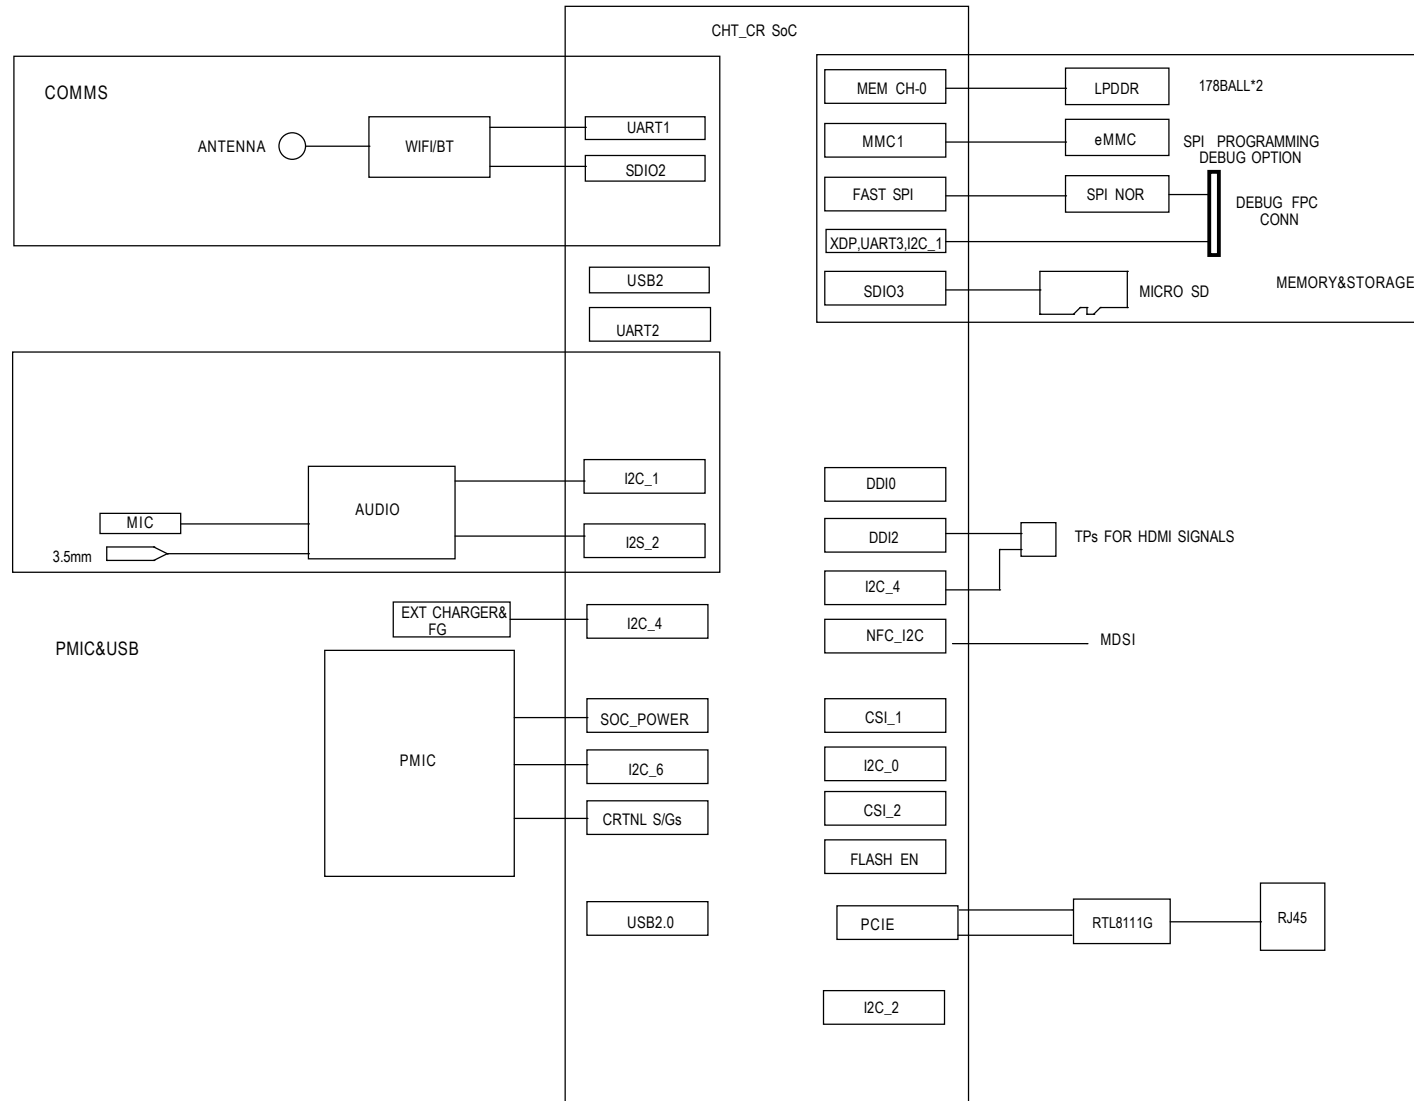 CHT_CR SoC
COMMS
ANTENNA
WIFI/BT
UART1
SDIO2
USB2
UART2
MEM CH-0
LPDDR
178BALL*2
MMC1
eMMC
SPI PROGRAMMING
DEBUG OPTION
FAST SPI
SPI NOR
DEBUG FPC
CONN
XDP,UART3,I2C_1
SDIO3
MICRO SD
MEMORY&STORAGE
AUDIO
MIC
3.5mm
I2C_1
I2S_2
DDI0
DDI2
TPs FOR HDMI SIGNALS
I2C_4
EXT CHARGER&
FG
I2C_4
NFC_I2C
MDSI
PMIC&USB
PMIC
SOC_POWER
I2C_6
CRTNL S/Gs
USB2.0
CSI_1
I2C_0
CSI_2
FLASH EN
PCIE
RTL8111G
RJ45
I2C_2